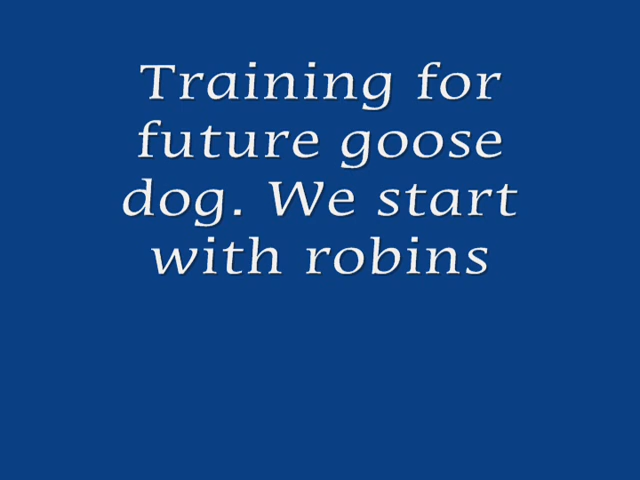 Training for
future goose
dog. We start
with robins